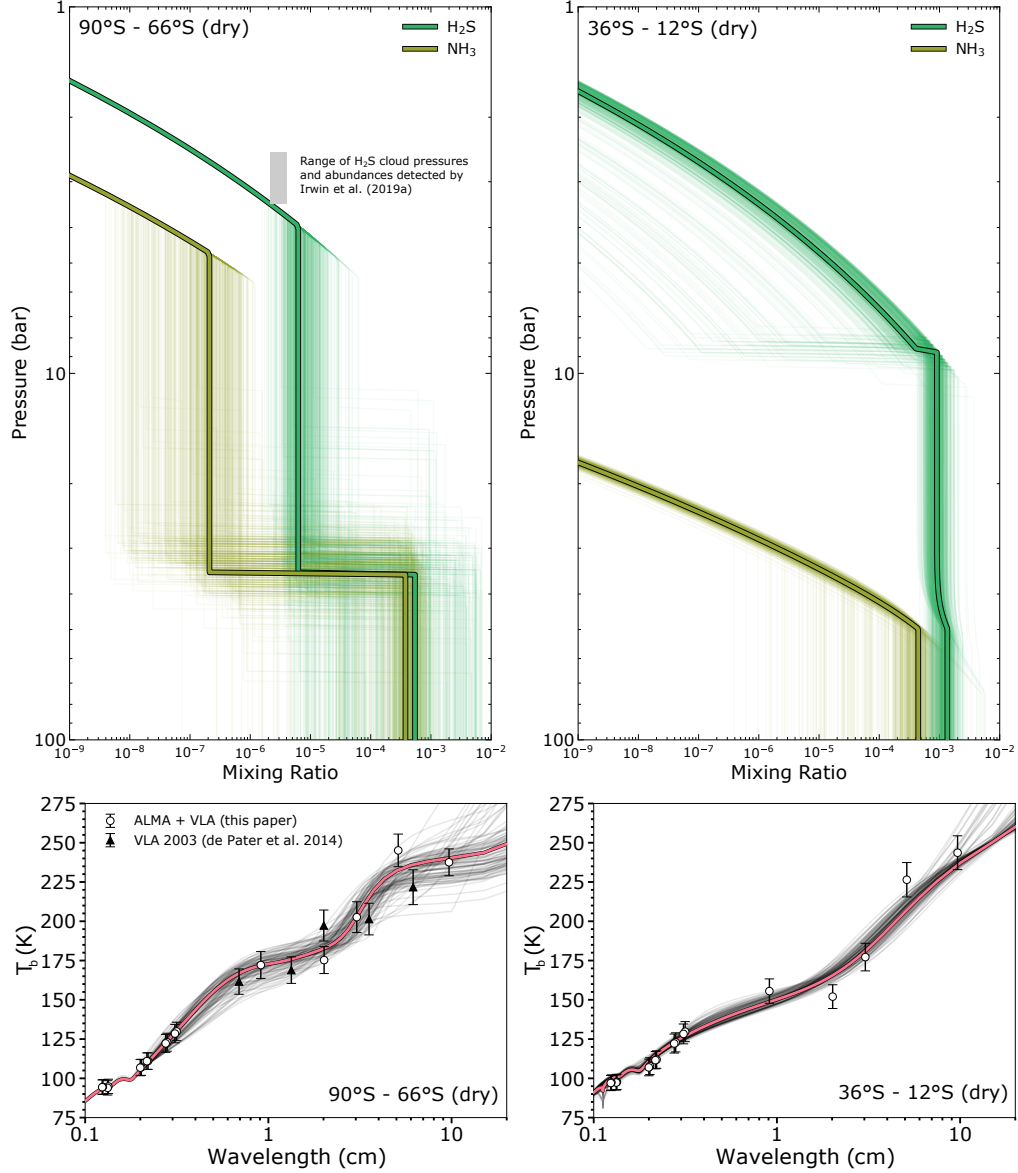 90°S - 66°S (dry)
H₂S
NH₃
Range of H₂S cloud pressures
and abundances detected by
Irwin et al. (2019a)
Pressure (bar)
1
10
100
10⁻⁹ 10⁻⁸ 10⁻⁷ 10⁻⁶ 10⁻⁵ 10⁻⁴ 10⁻³ 10⁻²
Mixing Ratio
36°S - 12°S (dry)
H₂S
NH₃
Pressure (bar)
1
10
100
10⁻⁹ 10⁻⁸ 10⁻⁷ 10⁻⁶ 10⁻⁵ 10⁻⁴ 10⁻³ 10⁻²
Mixing Ratio
ALMA + VLA (this paper)
VLA 2003 (de Pater et al. 2014)
T_b (K)
275
250
225
200
175
150
125
100
75
90°S - 66°S (dry)
0.1 1 10
Wavelength (cm)
T_b (K)
275
250
225
200
175
150
125
100
75
36°S - 12°S (dry)
0.1 1 10
Wavelength (cm)